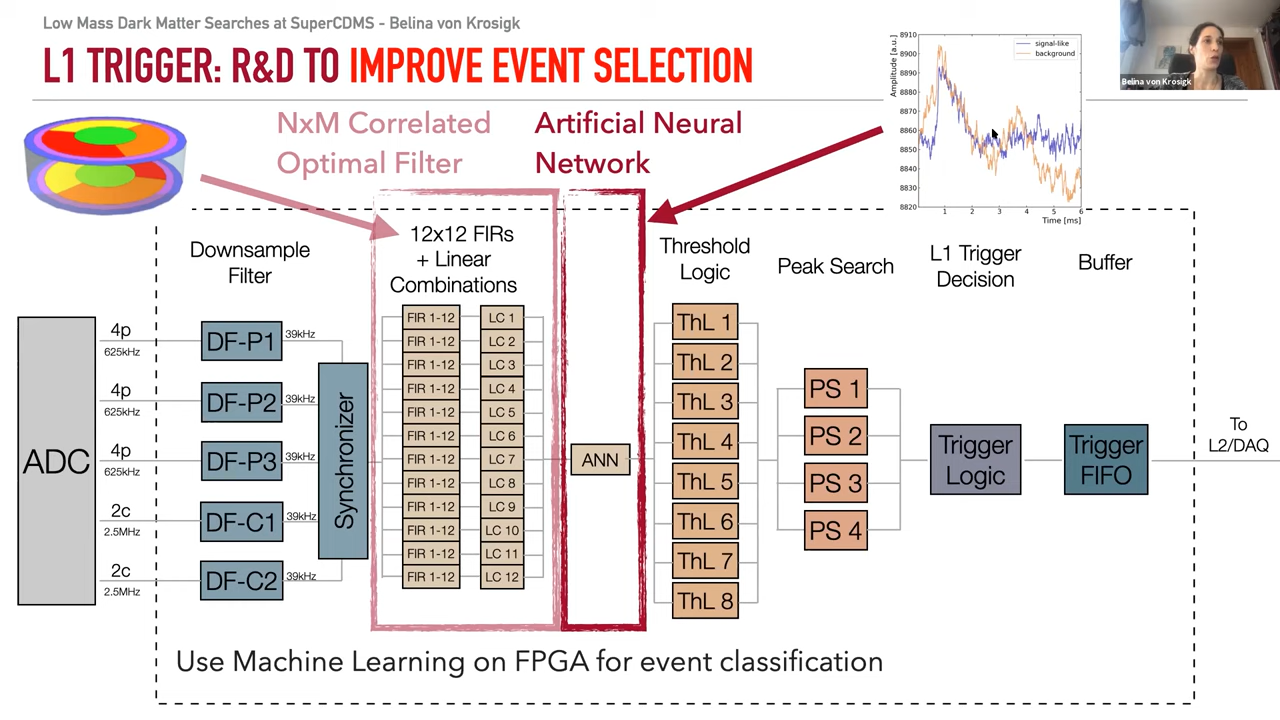 Low Mass Dark Matter Searches at SuperCDMS - Belina von Krosigk
L1 TRIGGER: R&D TO IMPROVE EVENT SELECTION
Belina von Krosigk
Amplitude [a.u.]
8910
8900
8890
8880
8870
8860
8850
8840
8830
8820
signal-like
background
1 2 3 4 5 6
Time [ms]
NxM Correlated
Optimal Filter
Artificial Neural
Network
Downsample
Filter
12x12 FIRs
+ Linear
Combinations
Threshold
Logic
Peak Search
L1 Trigger
Decision
Buffer
ADC
4p
625kHz
4p
625kHz
4p
625kHz
2c
2.5MHz
2c
2.5MHz
DF-P1
39kHz
DF-P2
39kHz
DF-P3
39kHz
DF-C1
39kHz
DF-C2
39kHz
Synchronizer
FIR 1-12 LC 1
FIR 1-12 LC 2
FIR 1-12 LC 3
FIR 1-12 LC 4
FIR 1-12 LC 5
FIR 1-12 LC 6
FIR 1-12 LC 7
FIR 1-12 LC 8
FIR 1-12 LC 9
FIR 1-12 LC 10
FIR 1-12 LC 11
FIR 1-12 LC 12
ANN
ThL 1
ThL 2
ThL 3
ThL 4
ThL 5
ThL 6
ThL 7
ThL 8
PS 1
PS 2
PS 3
PS 4
Trigger
Logic
Trigger
FIFO
To
L2/DAQ
Use Machine Learning on FPGA for event classification